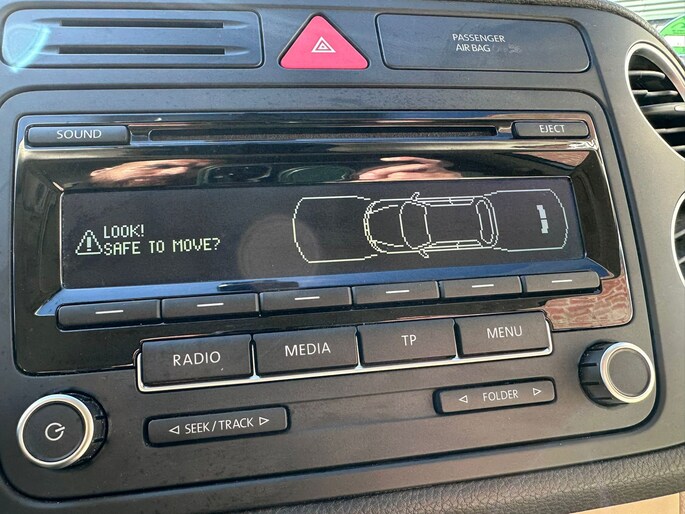 PASSENGER
AIR BAG
SOUND
EJECT
LOOK!
SAFE TO MOVE?
RADIO
MEDIA
TP
MENU
SEEK / TRACK
FOLDER